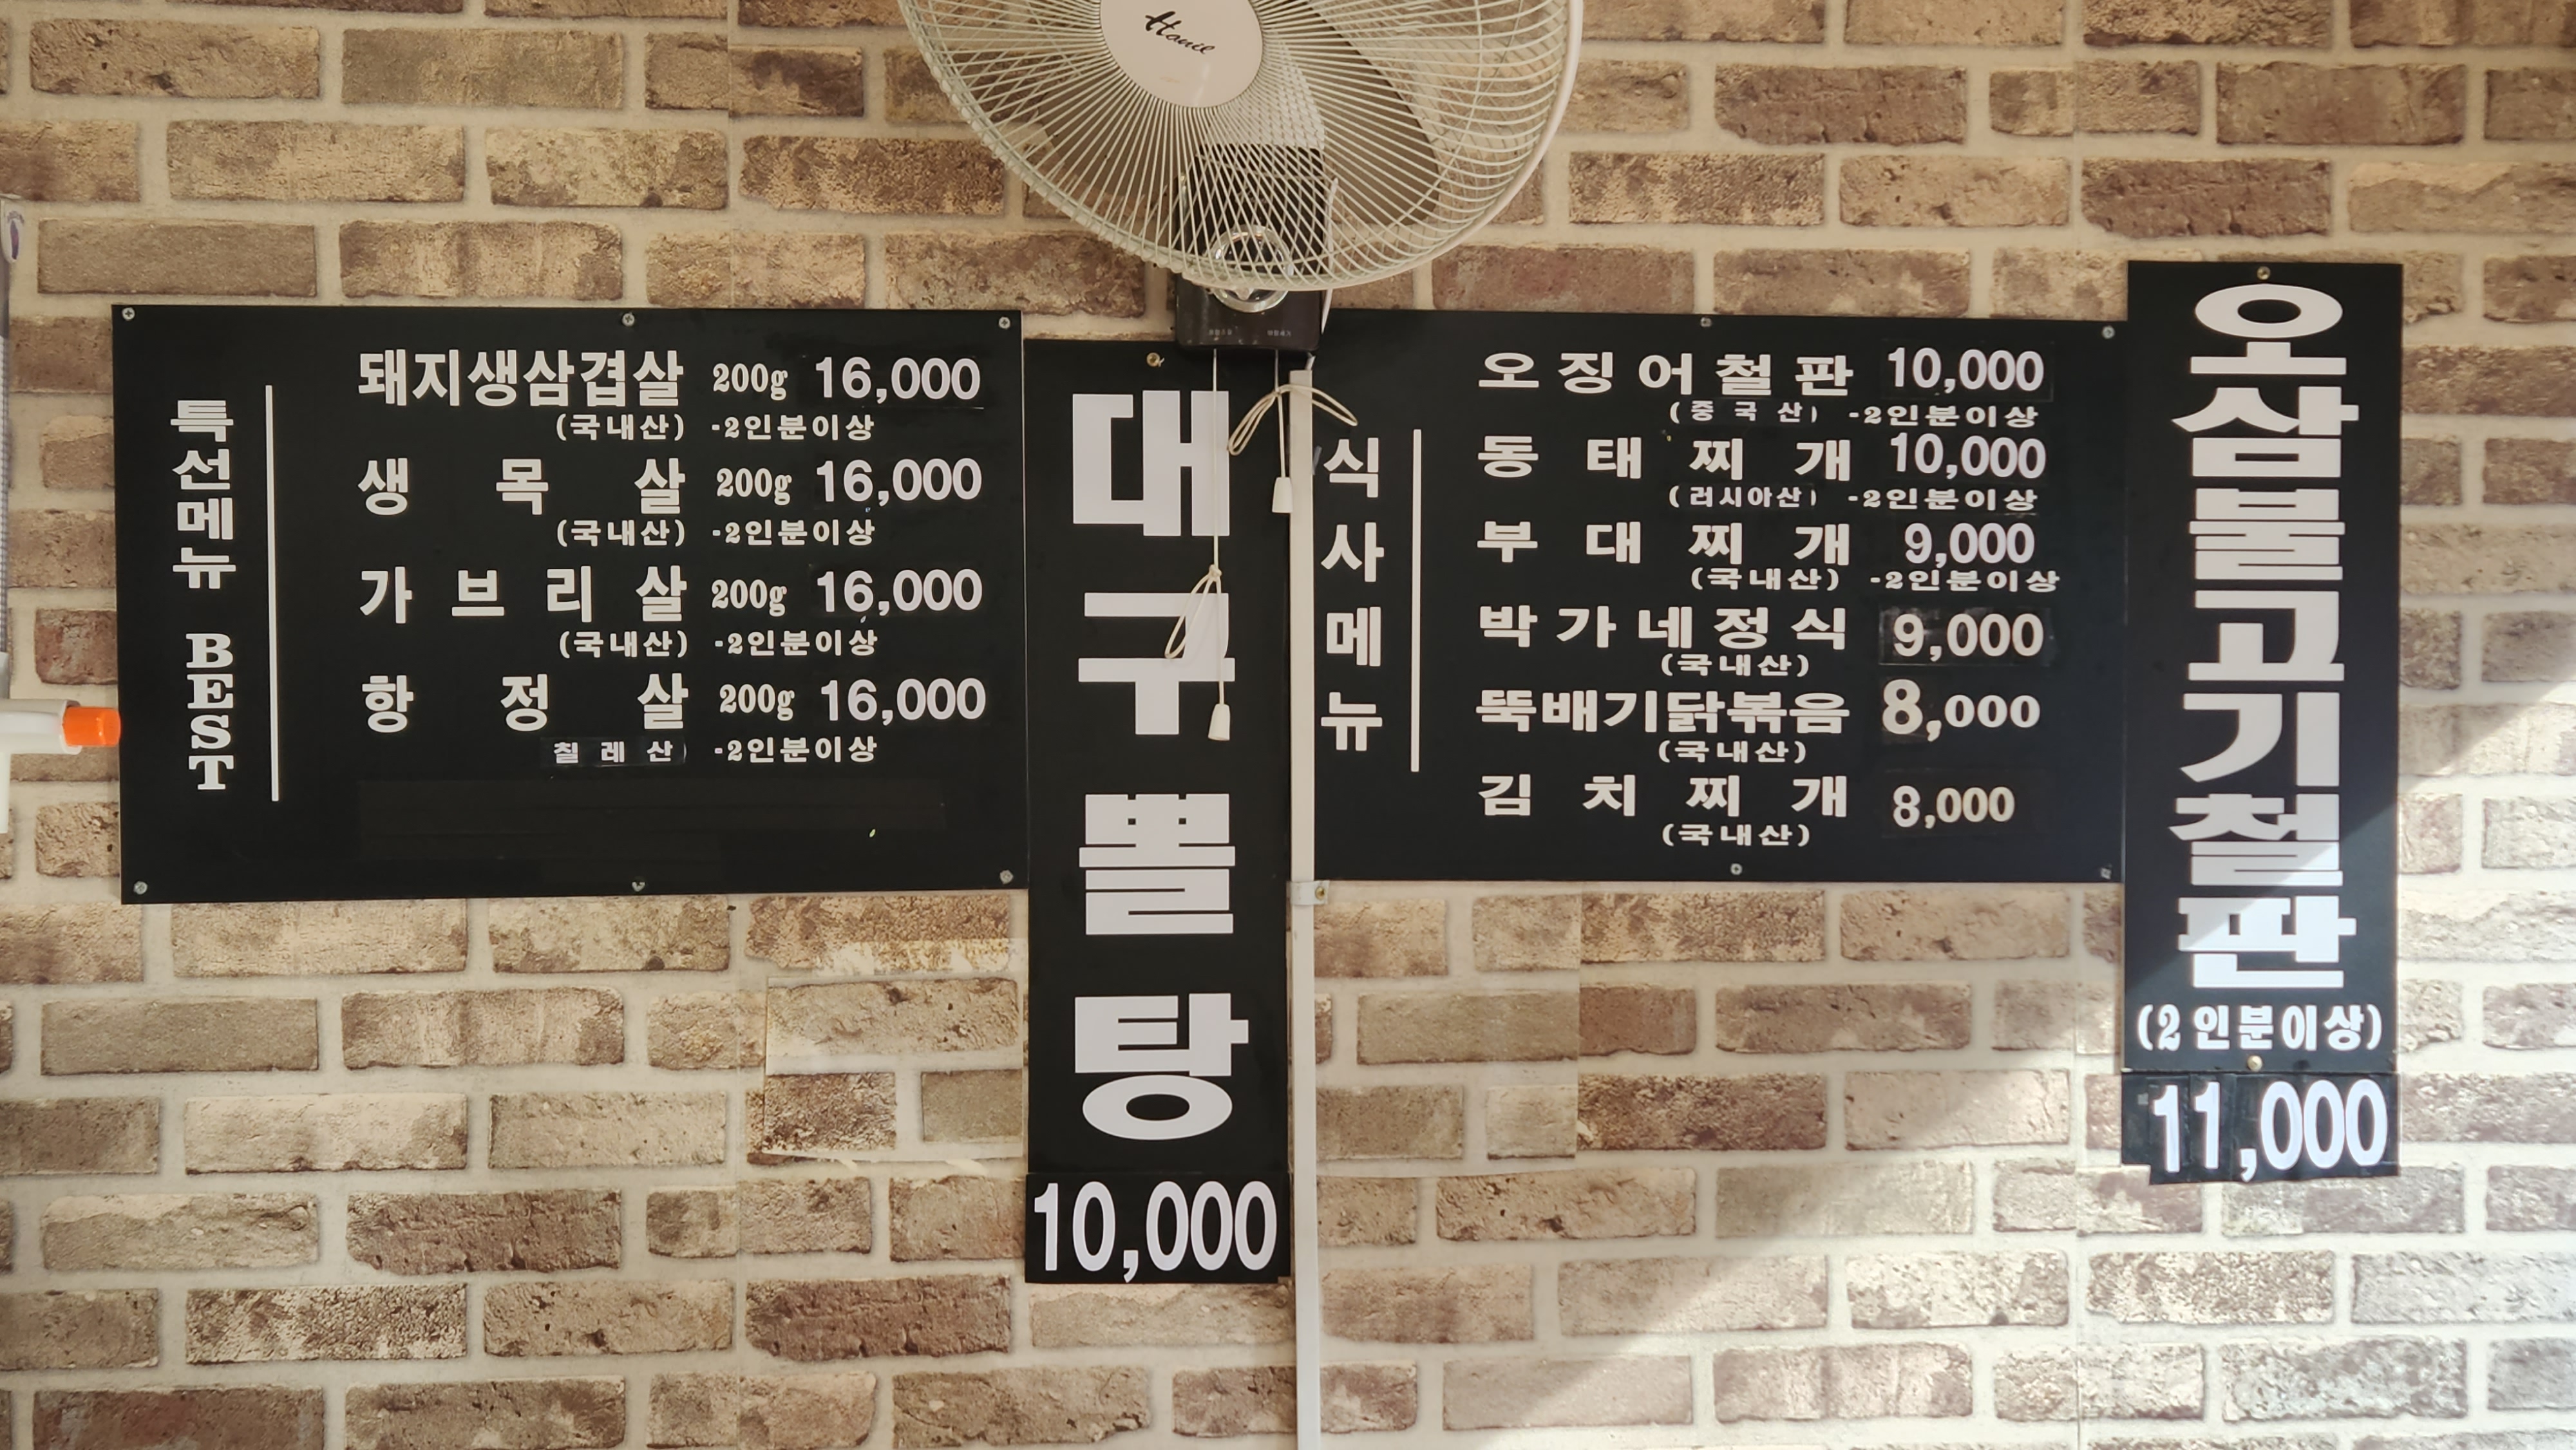 Hanil
특선메뉴 BEST
돼지생삼겹살 200g 16,000
(국내산) -2인분이상
생목살 200g 16,000
(국내산) -2인분이상
가브리살 200g 16,000
(국내산) -2인분이상
항정살 200g 16,000
칠레산) -2인분이상
대구뽈탕
10,000
식사메뉴
오징어철판 10,000
(중국산) -2인분이상
동태찌개 10,000
(러시아산) -2인분이상
부대찌개 9,000
(국내산) -2인분이상
박가네정식 9,000
(국내산)
뚝배기닭볶음 8,000
(국내산)
김치찌개 8,000
(국내산)
오삼불고기철판
(2인분이상)
11,000